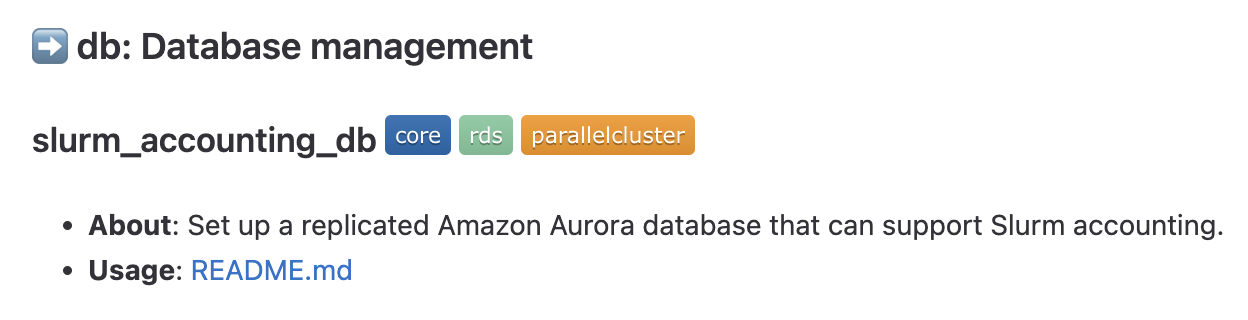 ➡️ db: Database management
slurm_accounting_db core rds parallelcluster
• About: Set up a replicated Amazon Aurora database that can support Slurm accounting.
• Usage: README.md